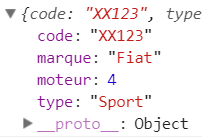 ▼{code: "XX123", type
code: "XX123"
marque: "Fiat"
moteur: 4
type: "Sport"
▶__proto__: Object